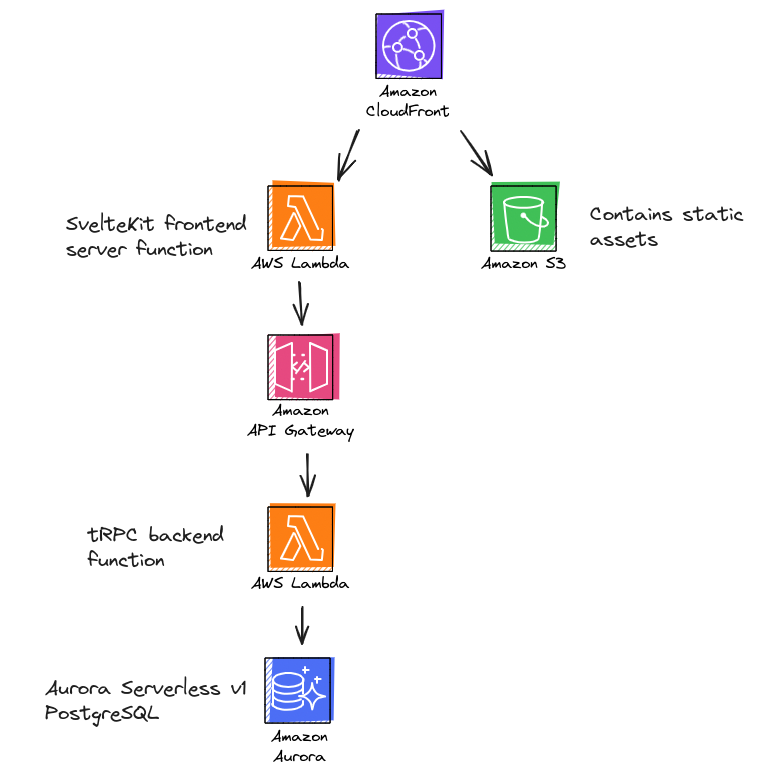 Amazon
CloudFront
SvelteKit frontend
server function
AWS Lambda
Contains static
assets
Amazon S3
Amazon
API Gateway
tRPC backend
function
AWS Lambda
Aurora Serverless v1
PostgreSQL
Amazon
Aurora